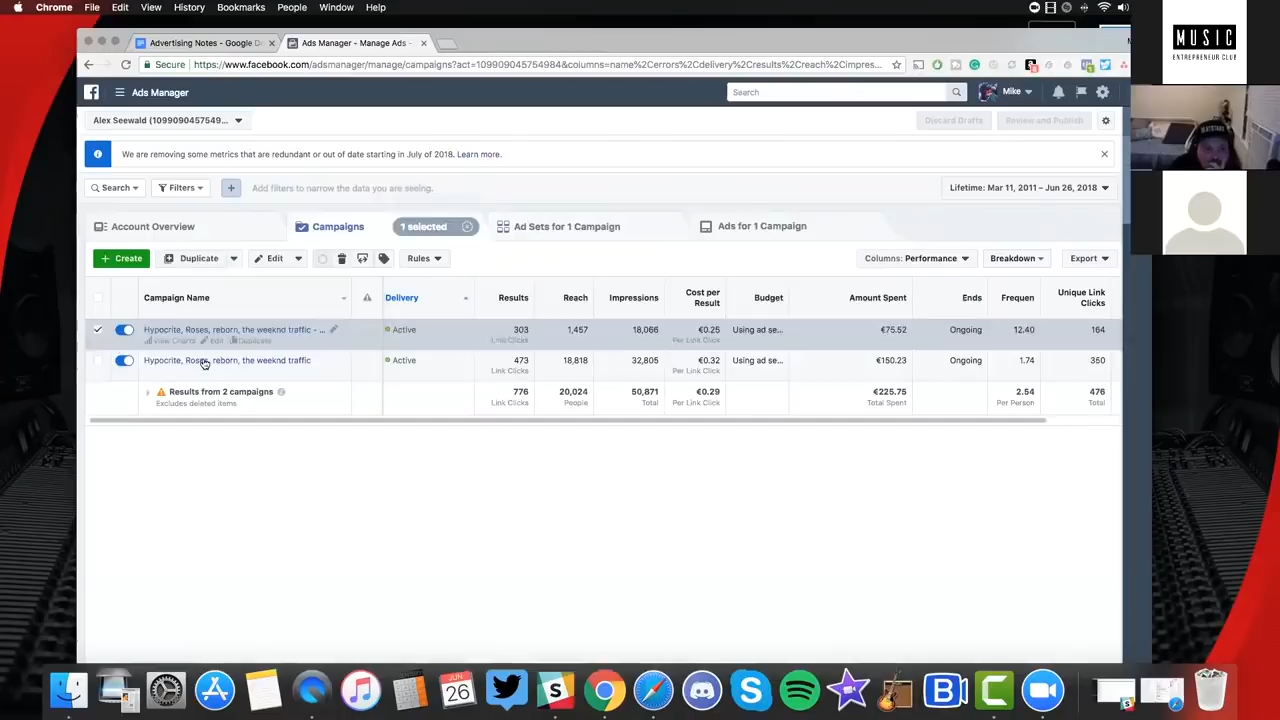 Chrome File Edit View History Bookmarks People Window Help
MUSIC
ENTREPRENEUR CLUB
Advertising Notes - Google Do
Ads Manager - Manage Ads -
Secure https://www.facebook.com/adsmanager/manage/campaigns?act=109909045754984&columns=name%2Cerrors%2Cdelivery%2Cresults%2Creach%2Cimpres...
Ads Manager
Search
Mike
Alex Seewald (1099090457549...
Discard Drafts
Review and Publish
We are removing some metrics that are redundant or out of date starting in July of 2018. Learn more.
Search Filters + Add filters to narrow the data you are seeing.
Lifetime: Mar 11, 2011 – Jun 26, 2018
Account Overview Campaigns 1 selected Ad Sets for 1 Campaign Ads for 1 Campaign
+ Create Duplicate Edit Rules Columns: Performance Breakdown Export
Campaign Name Delivery Results Reach Impressions Cost per Result Budget Amount Spent Ends Frequen Unique Link Clicks
Hypocrite, Roses, reborn, the weeknd traffic - ... Active 303 1,457 18,066 €0.25 Using ad se... €75.52 Ongoing 12.40 164
View Charts Edit Duplicate Link Clicks Per Link Click
Hypocrite, Roses, reborn, the weeknd traffic Active 473 18,818 32,805 €0.32 Using ad se... €150.23 Ongoing 1.74 350
Link Clicks Per Link Click
Results from 2 campaigns 776 20,024 50,871 €0.29 €225.75 2.54 476
Excludes deleted items Link Clicks People Total Per Link Click Total Spent Per Person Total
JUN
26